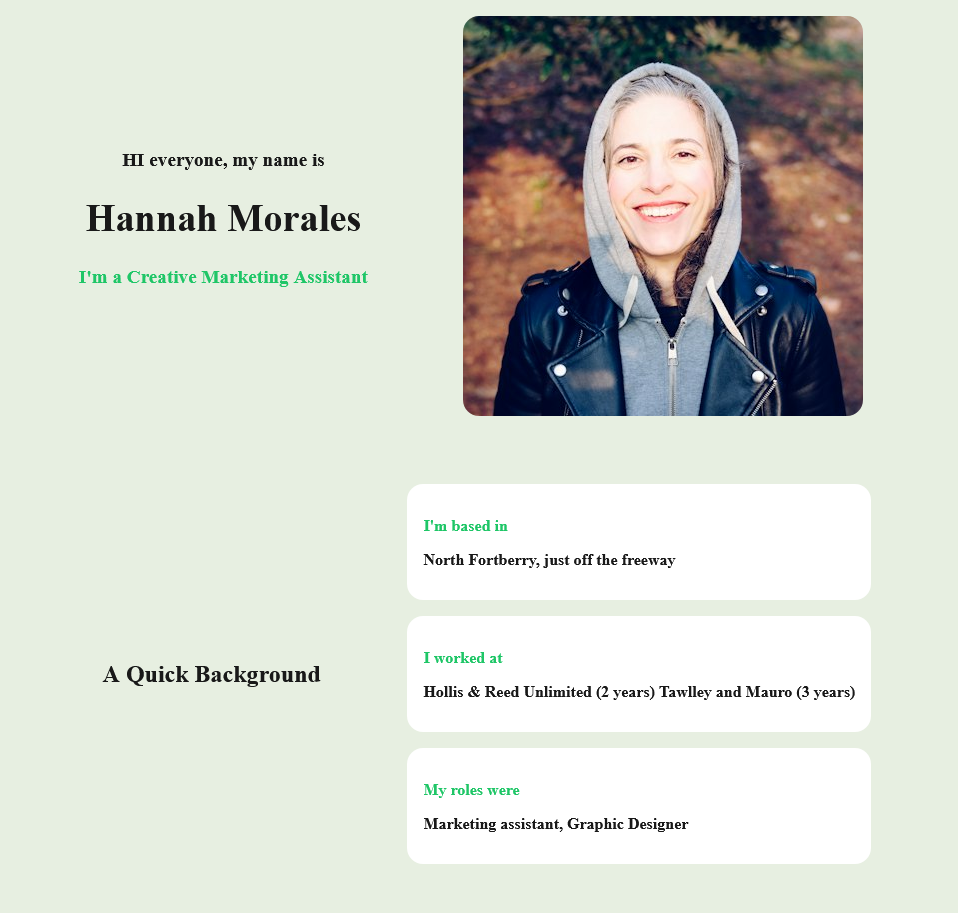 HI everyone, my name is
Hannah Morales
I'm a Creative Marketing Assistant
A Quick Background
I'm based in
North Fortberry, just off the freeway
I worked at
Hollis & Reed Unlimited (2 years) Tawlley and Mauro (3 years)
My roles were
Marketing assistant, Graphic Designer